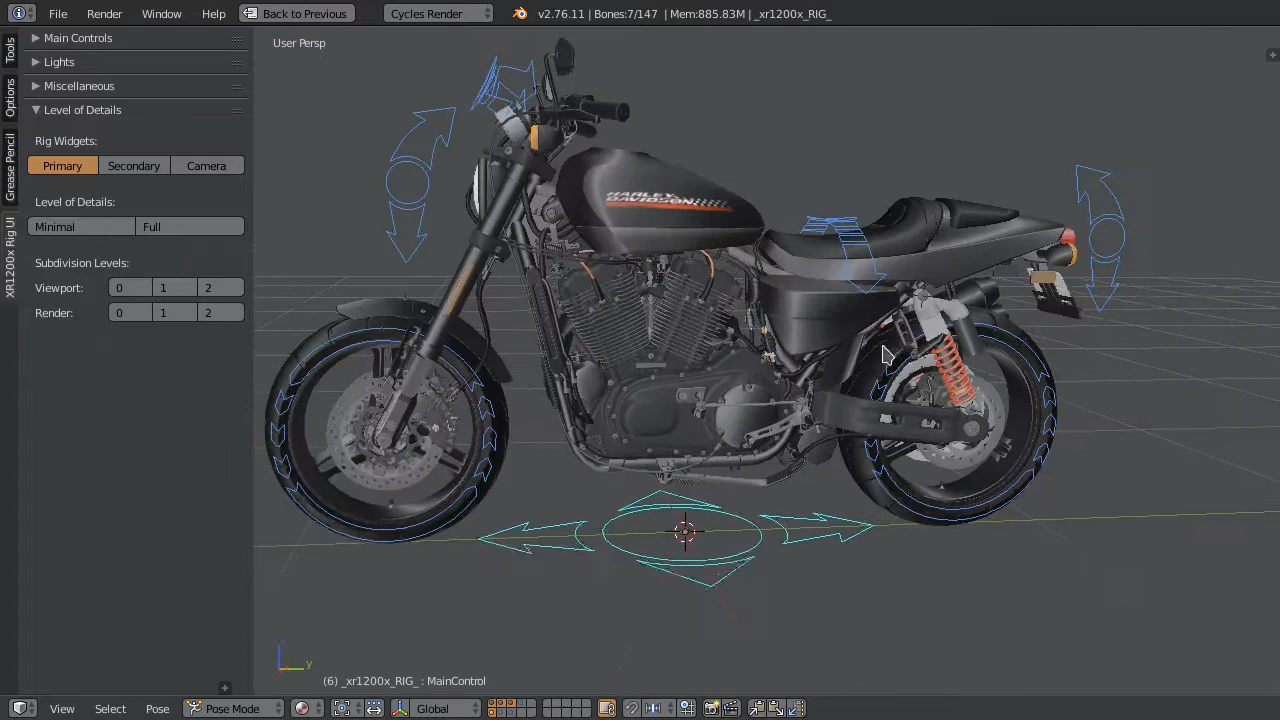 File Render Window Help Back to Previous Cycles Render v2.76.11 | Bones:7/147 | Mem:885.83M | _xr1200x_RIG_
Tools
Options
Grease Pencil
XR1200x Rig UI
Main Controls
Lights
Miscellaneous
Level of Details
Rig Widgets:
Primary Secondary Camera
Level of Details:
Minimal Full
Subdivision Levels:
Viewport: 0 1 2
Render: 0 1 2
User Persp
HARLEY
DAVIDSON
y
(6) _xr1200x_RIG_ : MainControl
View Select Pose Pose Mode Global